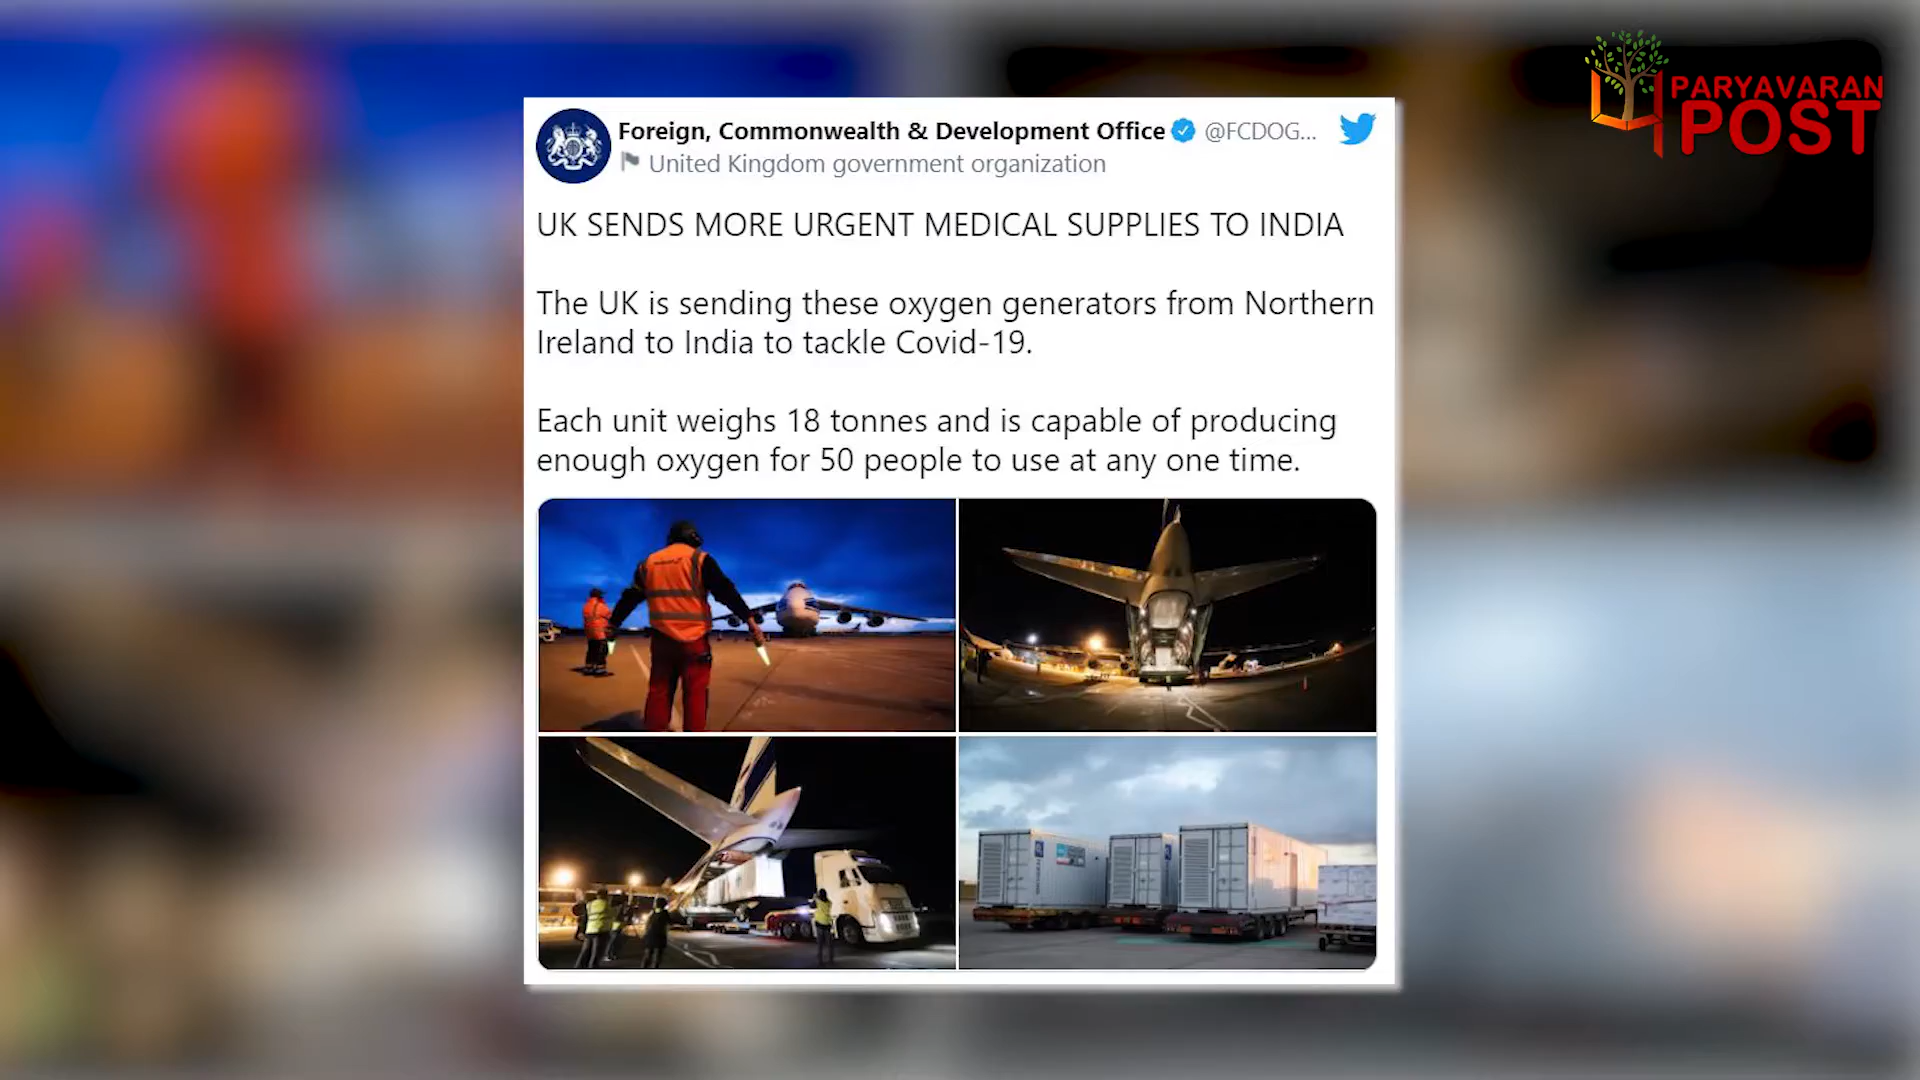 PARYAVARAN
POST
Foreign, Commonwealth & Development Office @FCDOG...
United Kingdom government organization
UK SENDS MORE URGENT MEDICAL SUPPLIES TO INDIA
The UK is sending these oxygen generators from Northern
Ireland to India to tackle Covid-19.
Each unit weighs 18 tonnes and is capable of producing
enough oxygen for 50 people to use at any one time.